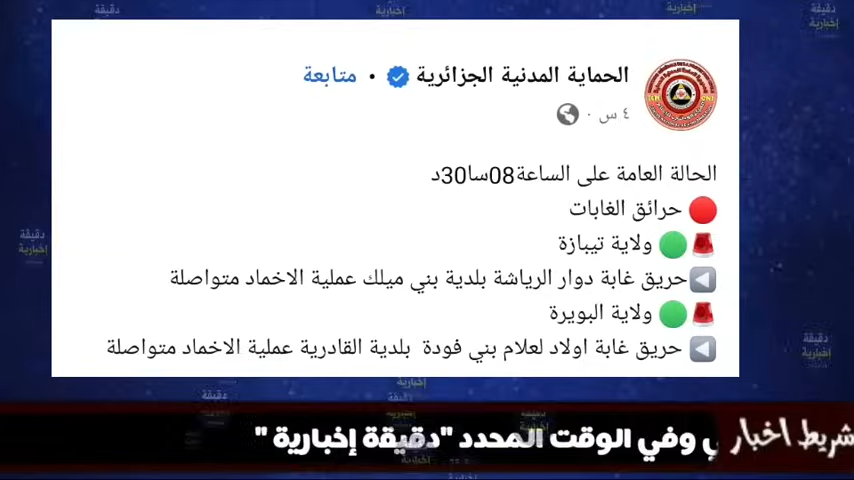 الحماية المدنية الجزائرية • متابعة
٤ س ·
الحالة العامة على الساعة08سا30د
حرائق الغابات
ولاية تيبازة
حريق غابة دوار الرياشة بلدية بني ميلك عملية الاخماد متواصلة
ولاية البويرة
حريق غابة اولاد لعلام بني فودة بلدية القادرية عملية الاخماد متواصلة
شريط اخبار
وفي الوقت المحدد "دقيقة إخبارية "
دقيقة
إخبارية